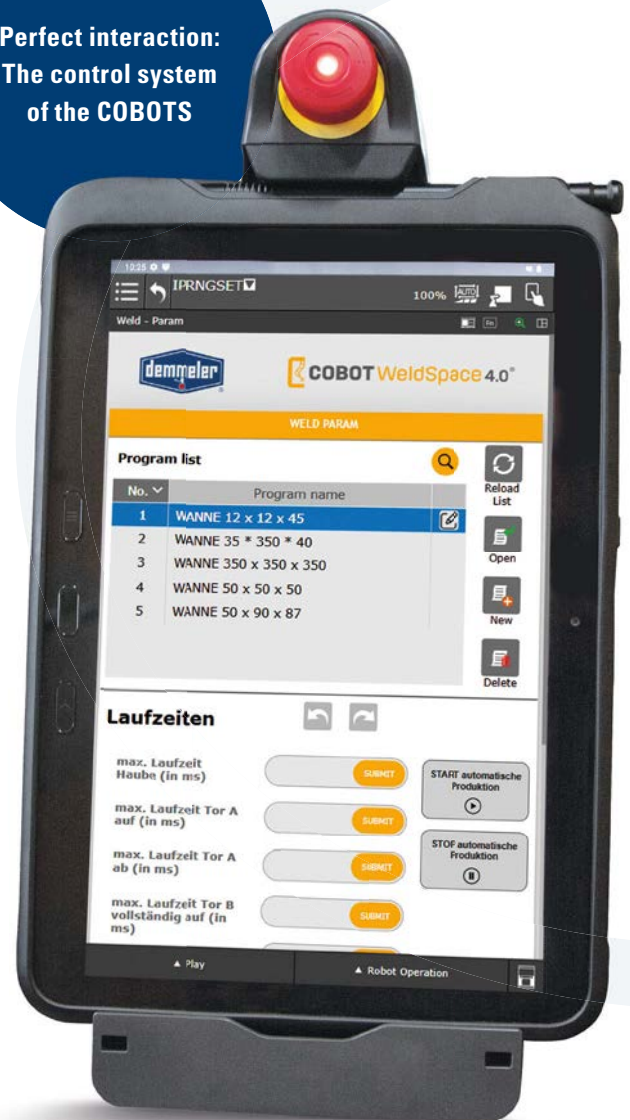 Perfect interaction:
The control system
of the COBOTS
10:25
IPRNGSET
100% AUTO
Weld - Param
Fn
demmeler
COBOT WeldSpace 4.0®
WELD PARAM
Program list
Reload
List
No. Program name
1 WANNE 12 x 12 x 45
2 WANNE 35 * 350 * 40
Open
3 WANNE 350 x 350 x 350
4 WANNE 50 x 50 x 50
5 WANNE 50 x 90 x 87
New
Delete
Laufzeiten
max. Laufzeit
Haube (in ms)
SUBMIT
START automatische
Produktion
max. Laufzeit Tor A
auf (in ms)
SUBMIT
STOP automatische
Produktion
max. Laufzeit Tor A
ab (in ms)
SUBMIT
max. Laufzeit Tor B
vollständig auf (in
ms)
SUBMIT
▲ Play
▲ Robot Operation